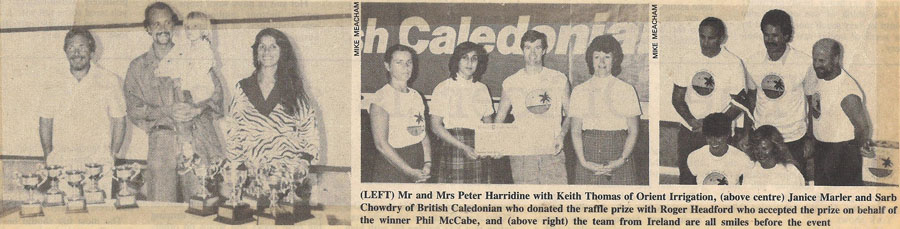 MIKE MEACHAM
h Caledonian
MIKE MEACHAM
(LEFT) Mr and Mrs Peter Harridine with Keith Thomas of Orient Irrigation, (above centre) Janice Marler and Sarb
Chowdry of British Caledonian who donated the raffle prize with Roger Headford who accepted the prize on behalf of
the winner Phil McCabe, and (above right) the team from Ireland are all smiles before the event